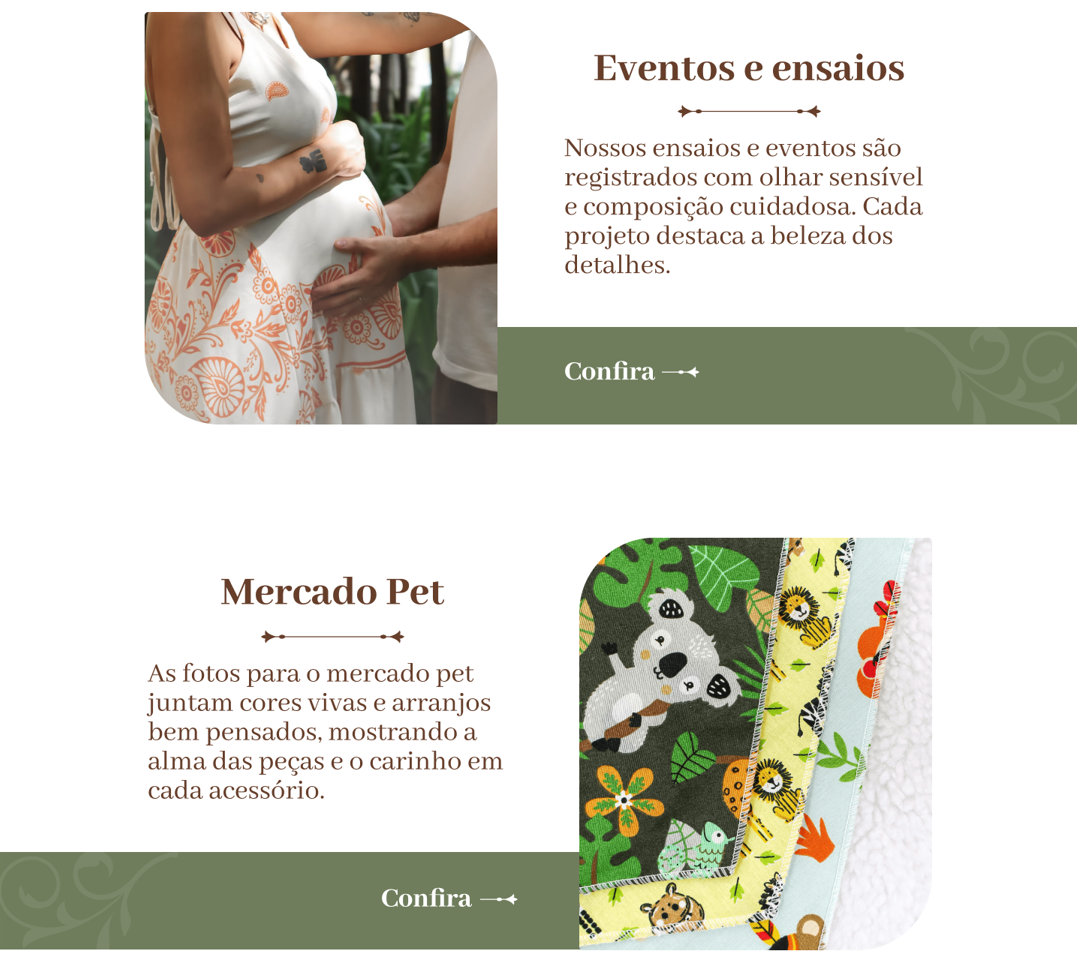 Eventos e ensaios
Nossos ensaios e eventos são
registrados com olhar sensível
e composição cuidadosa. Cada
projeto destaca a beleza dos
detalhes.
Confira
Mercado Pet
As fotos para o mercado pet
juntam cores vivas e arranjos
bem pensados, mostrando a
alma das peças e o carinho em
cada acessório.
Confira